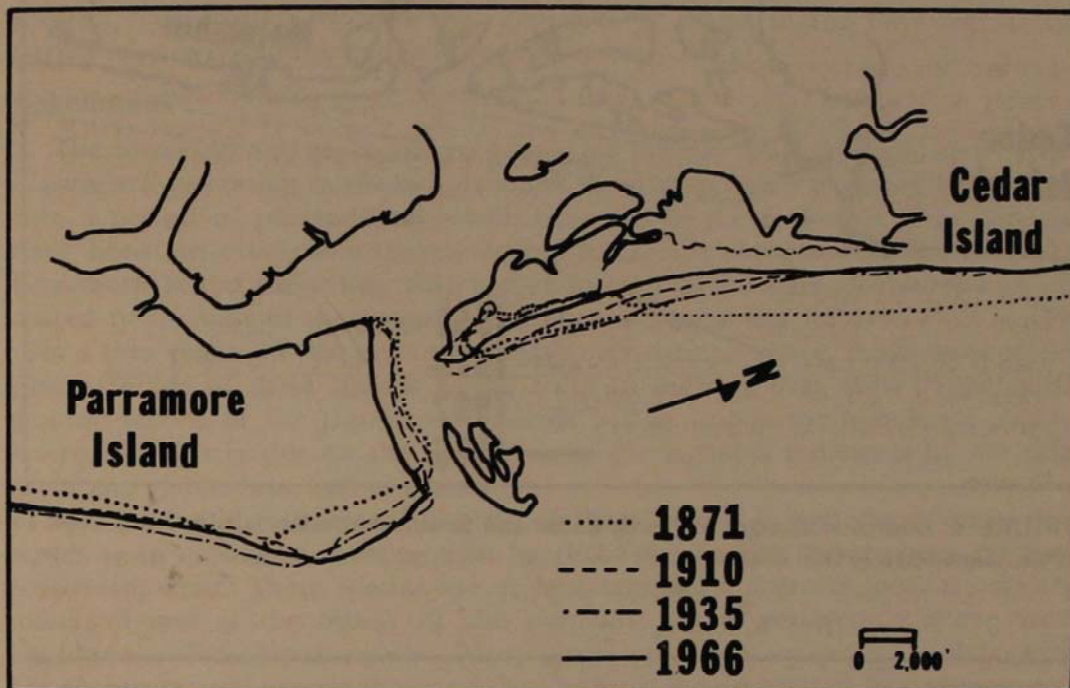 Cedar
Island
Parramore
Island
N
1871
1910
1935
1966
0 2,000'